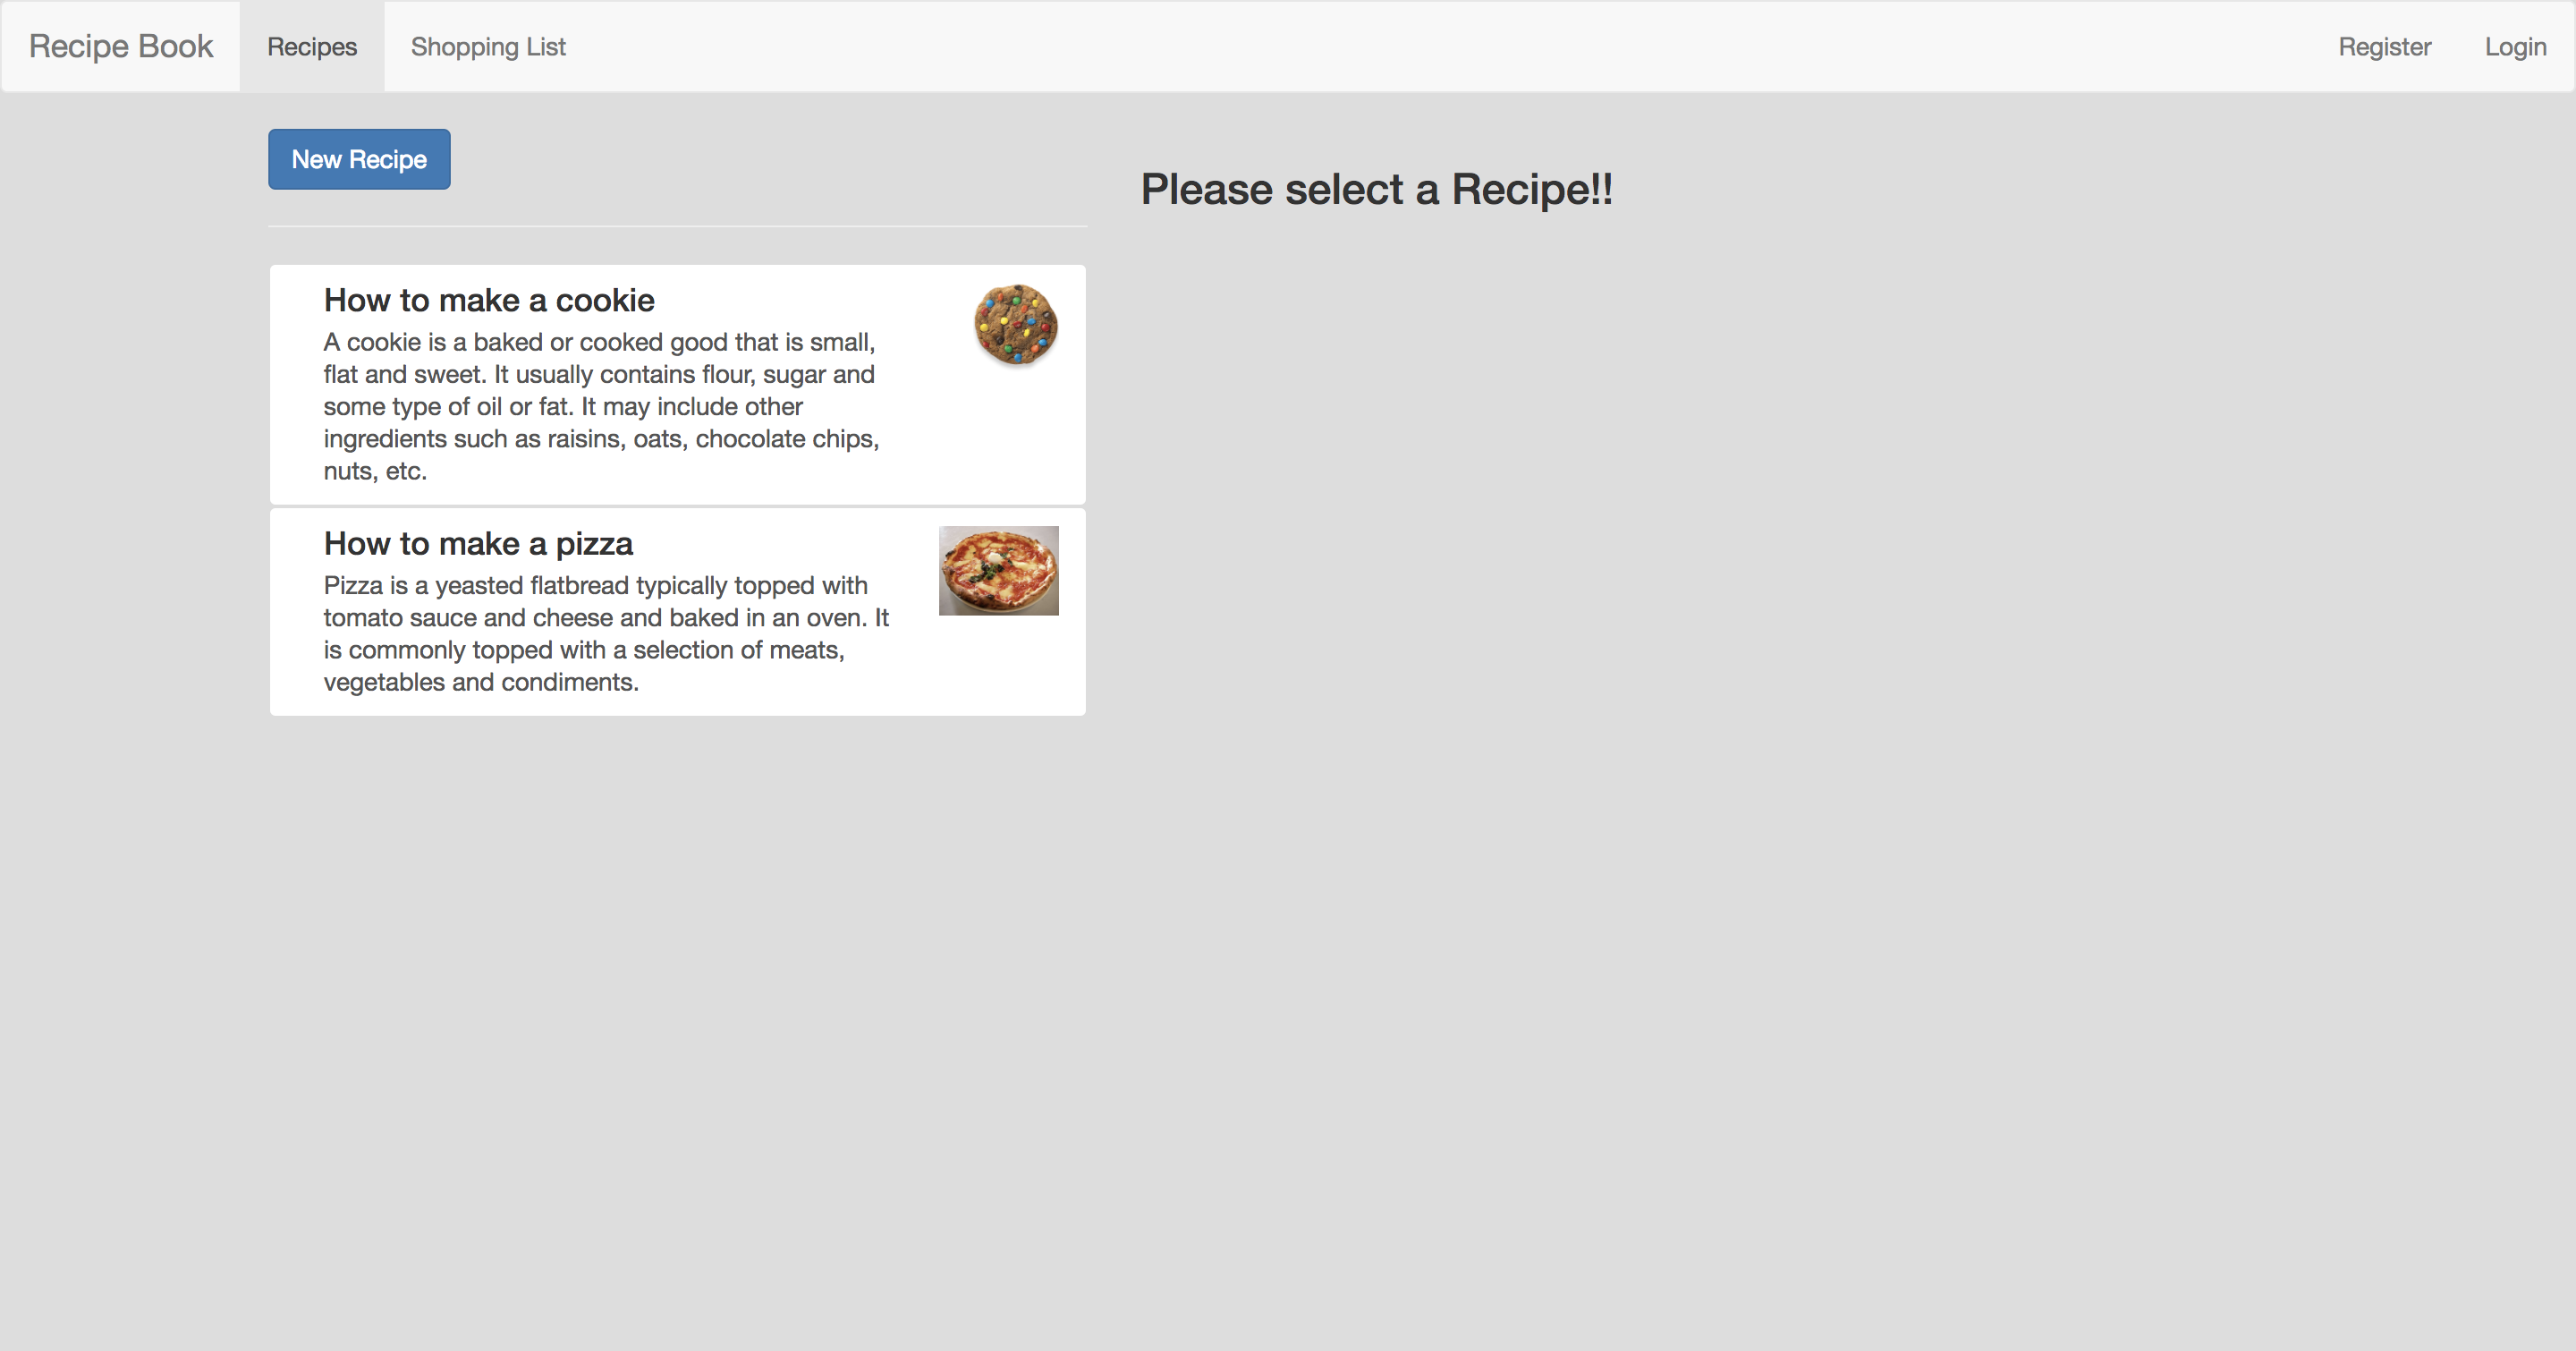 Recipe Book Recipes Shopping List Register Login
New Recipe
Please select a Recipe!!
How to make a cookie
A cookie is a baked or cooked good that is small,
flat and sweet. It usually contains flour, sugar and
some type of oil or fat. It may include other
ingredients such as raisins, oats, chocolate chips,
nuts, etc.
How to make a pizza
Pizza is a yeasted flatbread typically topped with
tomato sauce and cheese and baked in an oven. It
is commonly topped with a selection of meats,
vegetables and condiments.